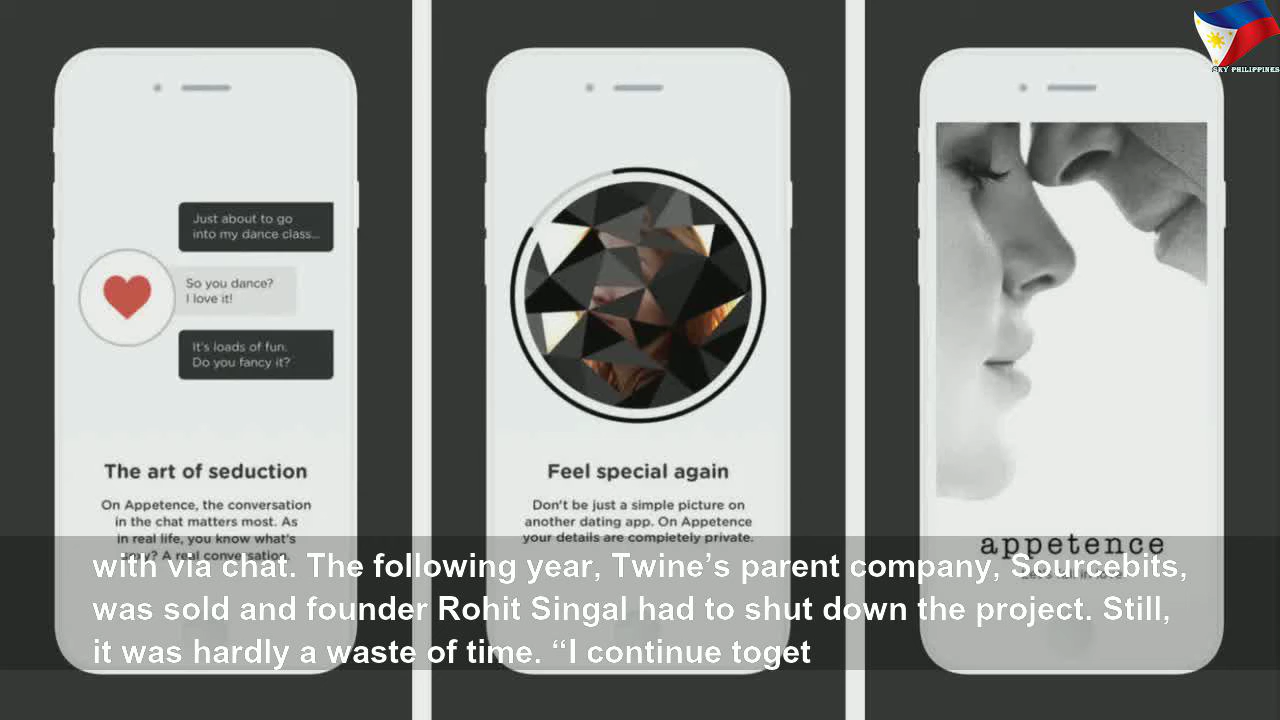 SKY PHILIPPINES
Just about to go
into my dance class...
So you dance?
I love it!
It's loads of fun.
Do you fancy it?
The art of seduction
On Appetence, the conversation
in the chat matters most. As
in real life, you know what's
sexy? A real conversation.
Feel special again
Don't be just a simple picture on
another dating app. On Appetence
your details are completely private.
appetence
with via chat. The following year, Twine’s parent company, Sourcebits,
was sold and founder Rohit Singal had to shut down the project. Still,
it was hardly a waste of time. “I continue toget